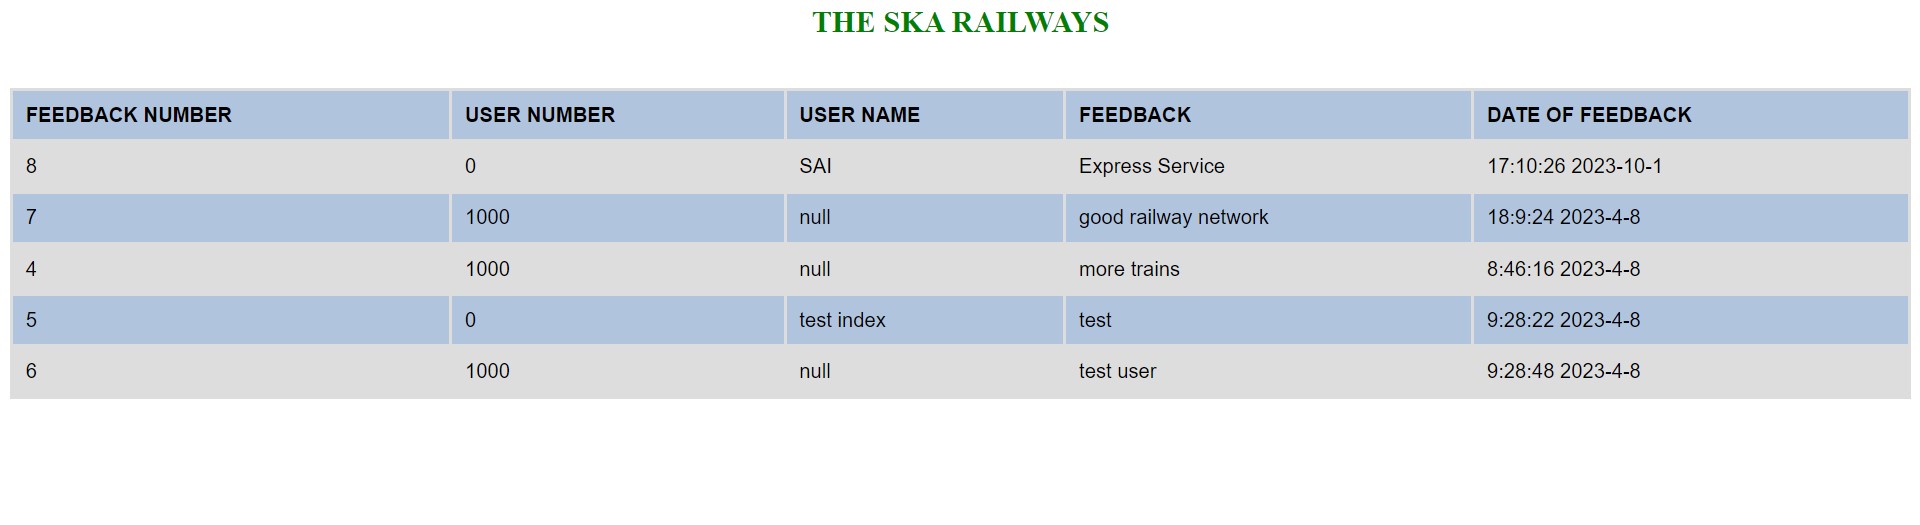 THE SKA RAILWAYS
FEEDBACK NUMBER USER NUMBER USER NAME FEEDBACK DATE OF FEEDBACK
8 0 SAI Express Service 17:10:26 2023-10-1
7 1000 null good railway network 18:9:24 2023-4-8
4 1000 null more trains 8:46:16 2023-4-8
5 0 test index test 9:28:22 2023-4-8
6 1000 null test user 9:28:48 2023-4-8